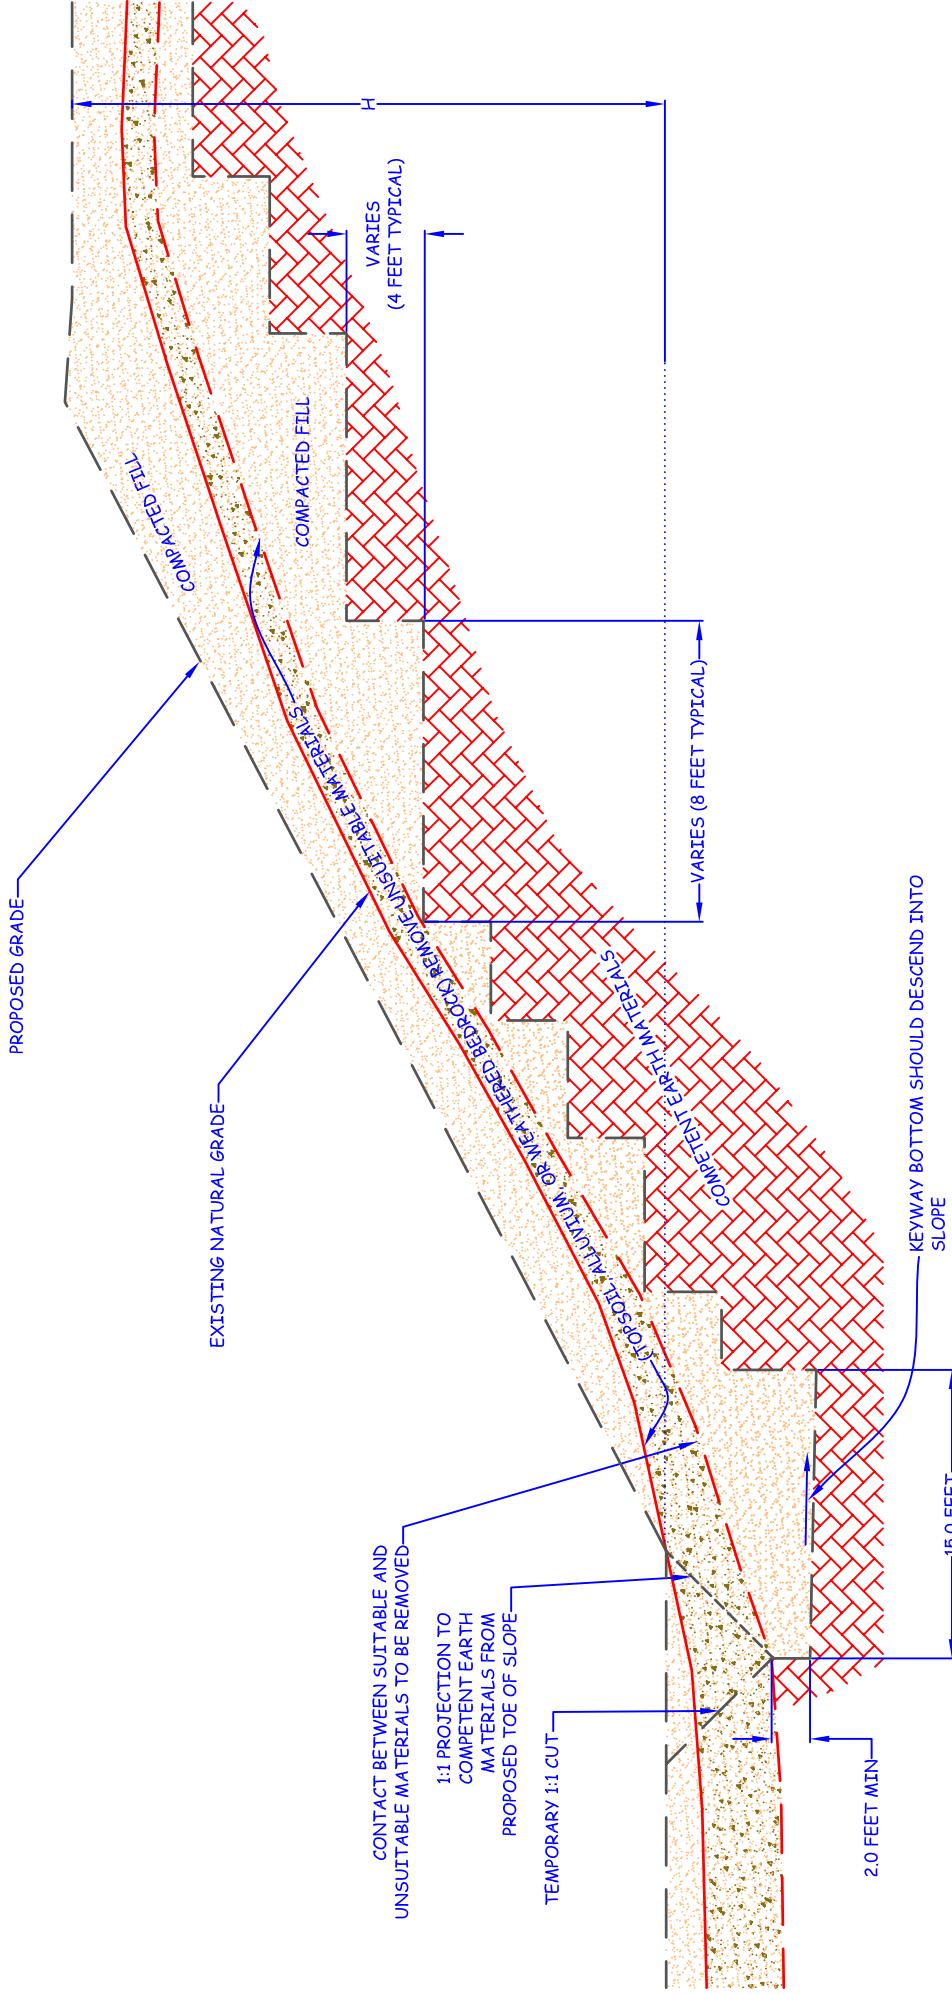 PROPOSED GRADE
EXISTING NATURAL GRADE
CONTACT BETWEEN SUITABLE AND
UNSUITABLE MATERIALS TO BE REMOVED
1:1 PROJECTION TO
COMPETENT EARTH
MATERIALS FROM
PROPOSED TOE OF SLOPE
TEMPORARY 1:1 CUT
COMPACTED FILL
COMPACTED FILL
(TOPSOIL, ALLUVIUM, OR WEATHERED BEDROCK) REMOVE UNSUITABLE MATERIALS
H
VARIES
(4 FEET TYPICAL)
VARIES (8 FEET TYPICAL)
COMPETENT EARTH MATERIALS
2.0 FEET MIN
KEYWAY BOTTOM SHOULD DESCEND INTO
SLOPE
15.0 FEET